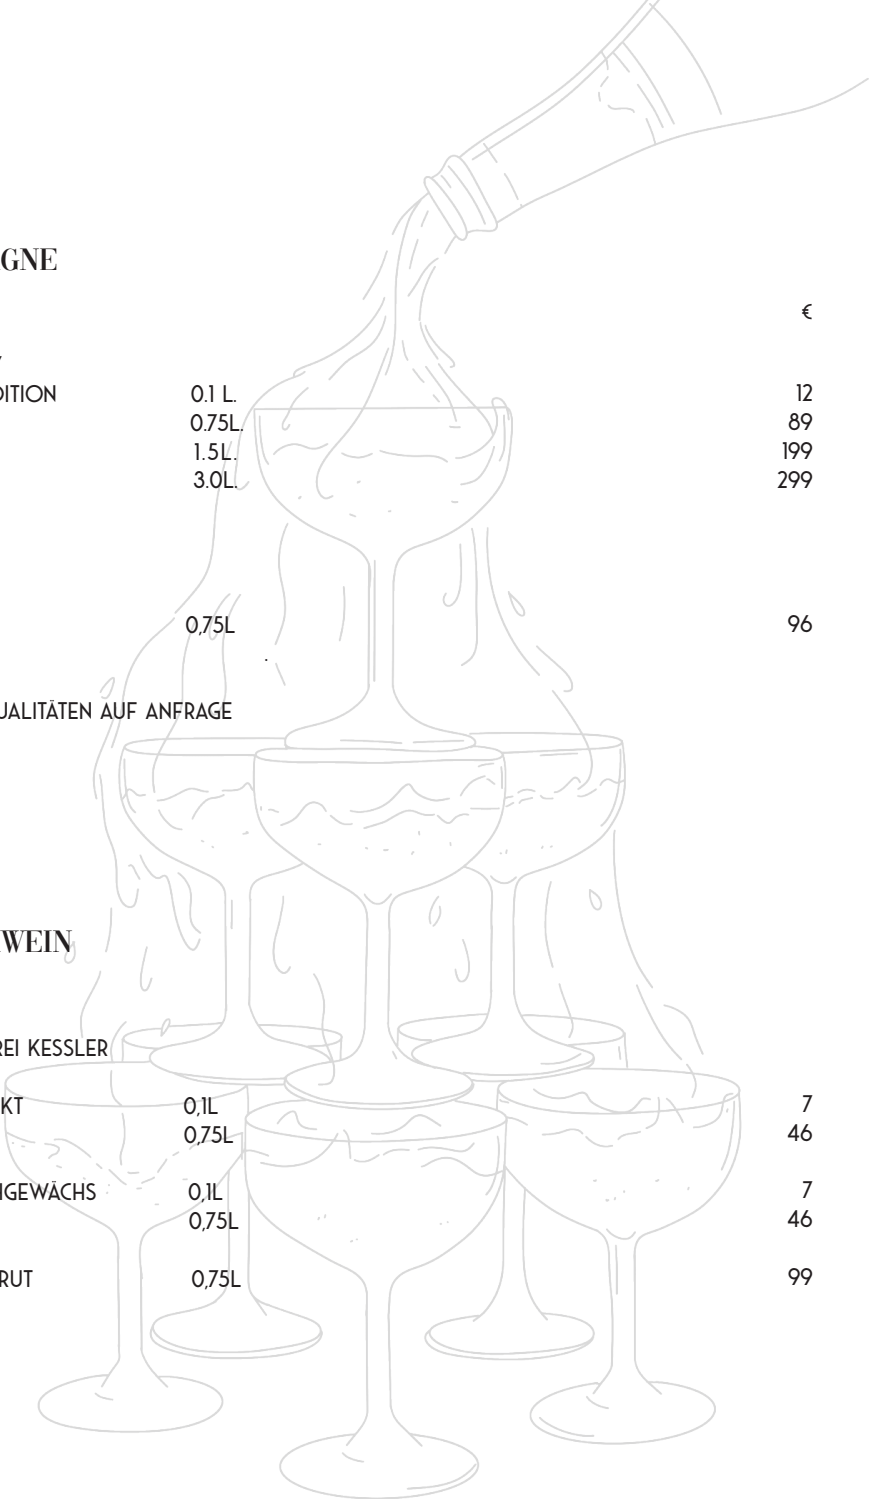 GNE
€
DITION 0.1 L. 12
0.75L. 89
1.5L. 199
3.0L. 299
0,75L 96
UALITÄTEN AUF ANFRAGE
WEIN
REI KESSLER
KT 0,1L 7
0,75L 46
IGEWÄCHS 0,1L 7
0,75L 46
RUT 0,75L 99